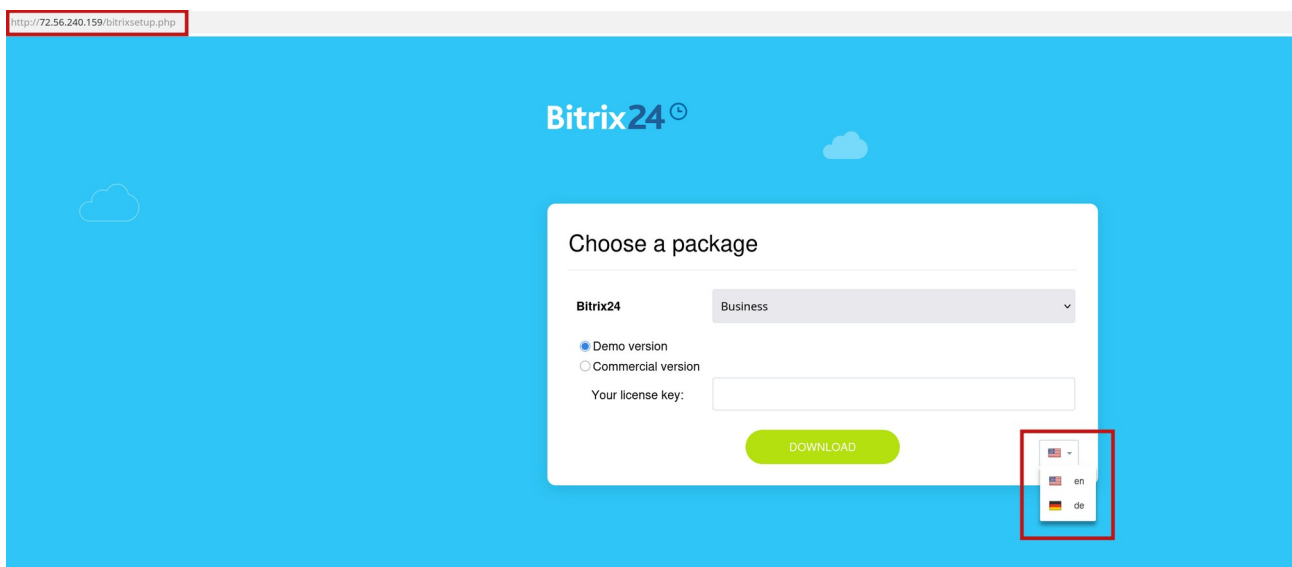 http://72.56.240.159/bitrixsetup.php
Bitrix24
Choose a package
Bitrix24 Business
Demo version
Commercial version
Your license key:
DOWNLOAD
en
de